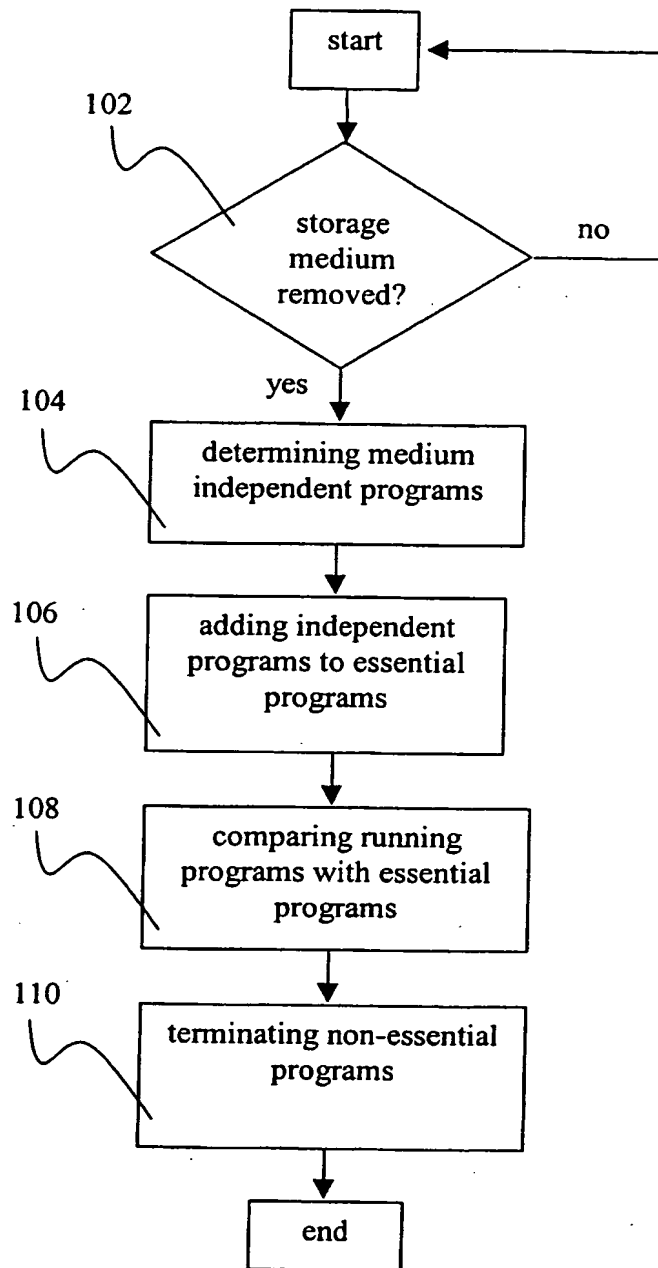 start
102
storage
medium
removed?
no
yes
104
determining medium
independent programs
106
adding independent
programs to essential
programs
108
comparing running
programs with essential
programs
110
terminating non-essential
programs
end